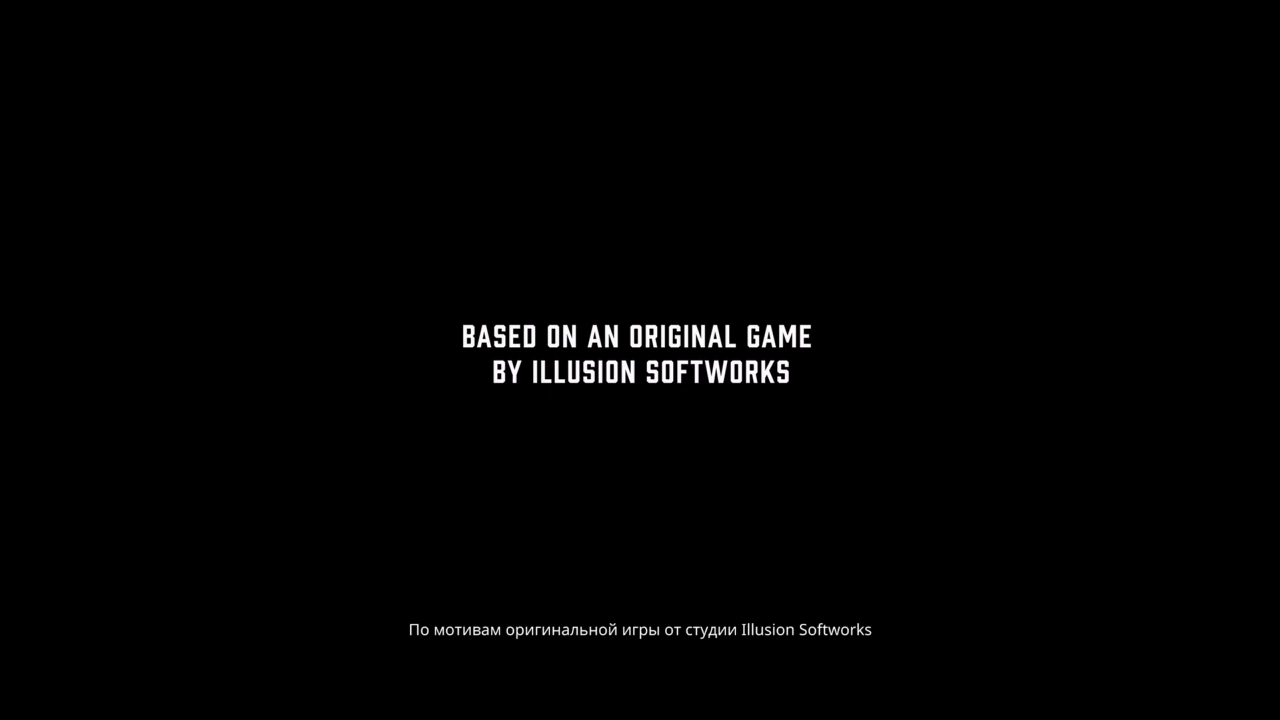 BASED ON AN ORIGINAL GAME
BY ILLUSION SOFTWORKS
По мотивам оригинальной игры от студии Illusion Softworks